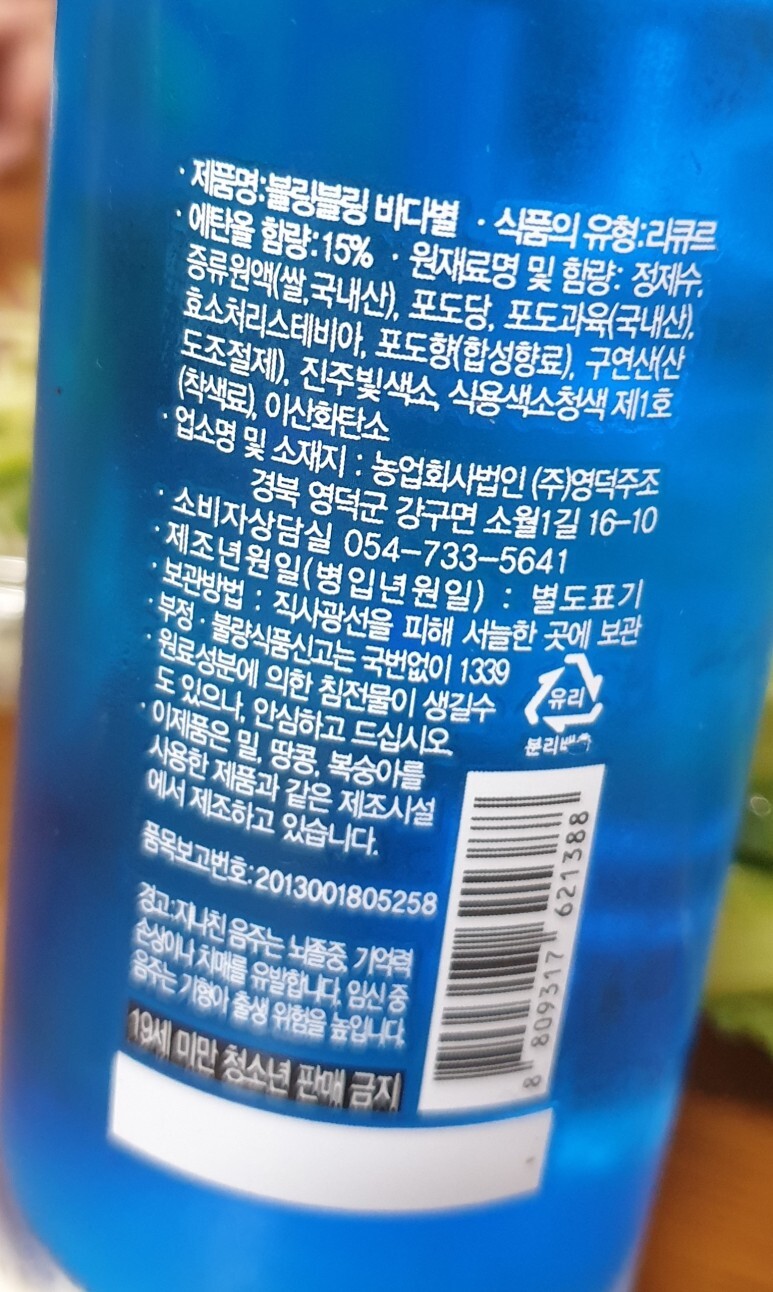 · 제품명:블링블링 바다별 · 식품의 유형:리큐르
· 에탄올 함량:15% · 원재료명 및 함량: 정제수,
증류원액(쌀,국내산), 포도당, 포도과육(국내산),
효소처리스테비아, 포도향(합성향료), 구연산(산
도조절제), 진주빛색소, 식용색소청색 제1호
(착색료), 이산화탄소
· 업소명 및 소재지 : 농업회사법인 (주)영덕주조
경북 영덕군 강구면 소월1길 16-10
· 소비자상담실 054-733-5641
· 제조년원일(병입년원일) : 별도표기
· 보관방법 : 직사광선을 피해 서늘한 곳에 보관
· 부정·불량식품신고는 국번없이 1339
· 원료성분에 의한 침전물이 생길수
도 있으나, 안심하고 드십시오.
· 이제품은 밀, 땅콩, 복숭아를
사용한 제품과 같은 제조시설
에서 제조하고 있습니다.
유리
분리배출
품목보고번호:2013001805258
경고:지나친 음주는 뇌졸중, 기억력
손상이나 치매를 유발합니다. 임신 중
음주는 기형아 출생 위험을 높입니다.
19세 미만 청소년 판매 금지
8 809317 621388